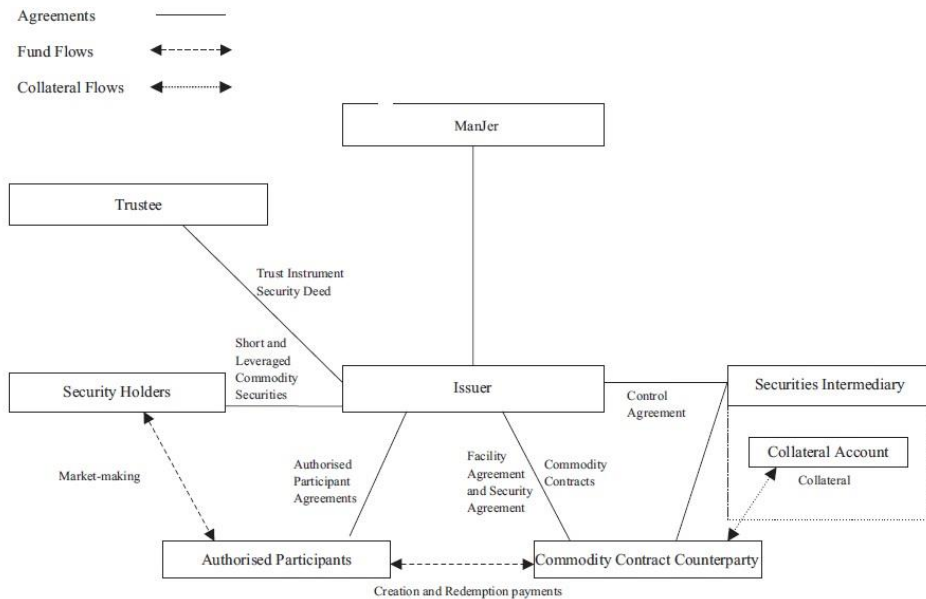 Agreements
Fund Flows
Collateral Flows
ManJer
Trustee
Trust Instrument
Security Deed
Short and
Leveraged
Commodity
Securities
Security Holders
Issuer
Securities Intermediary
Control
Agreement
Collateral Account
Collateral
Market-making
Authorised
Participant
Agreements
Facility
Agreement
and Security
Agreement
Commodity
Contracts
Authorised Participants
Commodity Contract Counterparty
Creation and Redemption payments